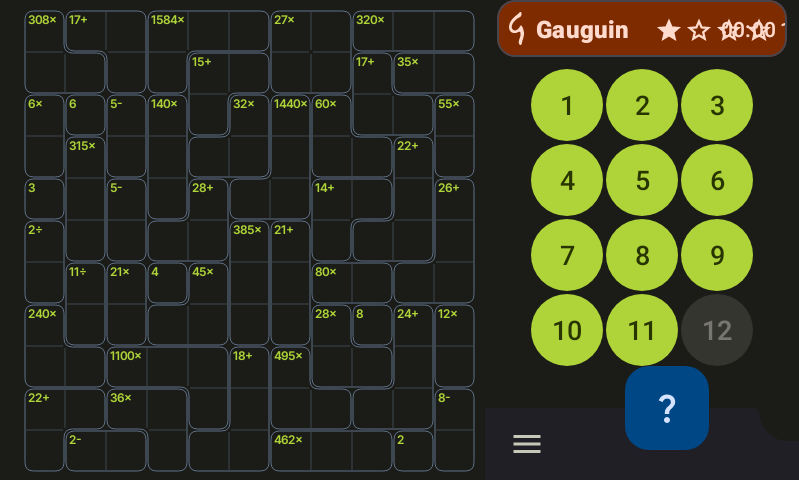 308× 17+ 1584× 27× 320×
15+ 17+ 35×
6× 6 5- 140× 32× 1440× 60× 55×
315× 22+
3 5- 28+ 14+ 26+
2÷ 385× 21+
11÷ 21× 4 45× 80×
240× 28× 8 24+ 12×
1100× 18+ 495×
22+ 36× 8-
2- 462× 2
Gauguin
1 2 3
4 5 6
7 8 9
10 11 12
?